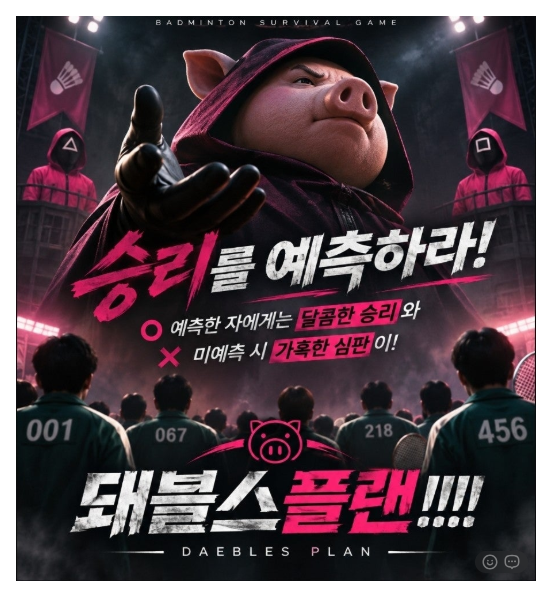 BADMINTON SURVIVAL GAME
승리를 예측하라!
O 예측한 자에게는 달콤한 승리와
X 미예측 시 가혹한 심판이!
001
067
218
456
돼블스플랜!!!!
DAEBLES PLAN